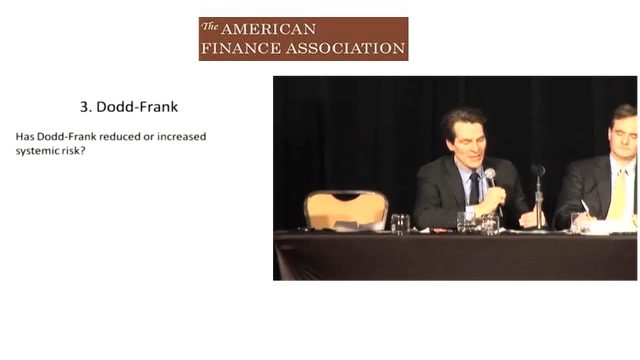 The AMERICAN
FINANCE ASSOCIATION
3. Dodd-Frank
Has Dodd-Frank reduced or increased
systemic risk?